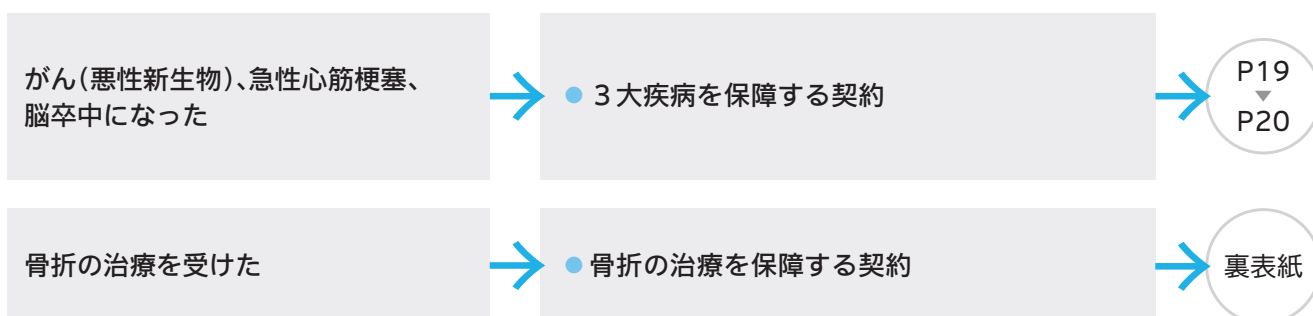 がん（悪性新生物）、急性心筋梗塞、
脳卒中になった
● 3大疾病を保障する契約
P19
▼
P20
骨折の治療を受けた
● 骨折の治療を保障する契約
裏表紙